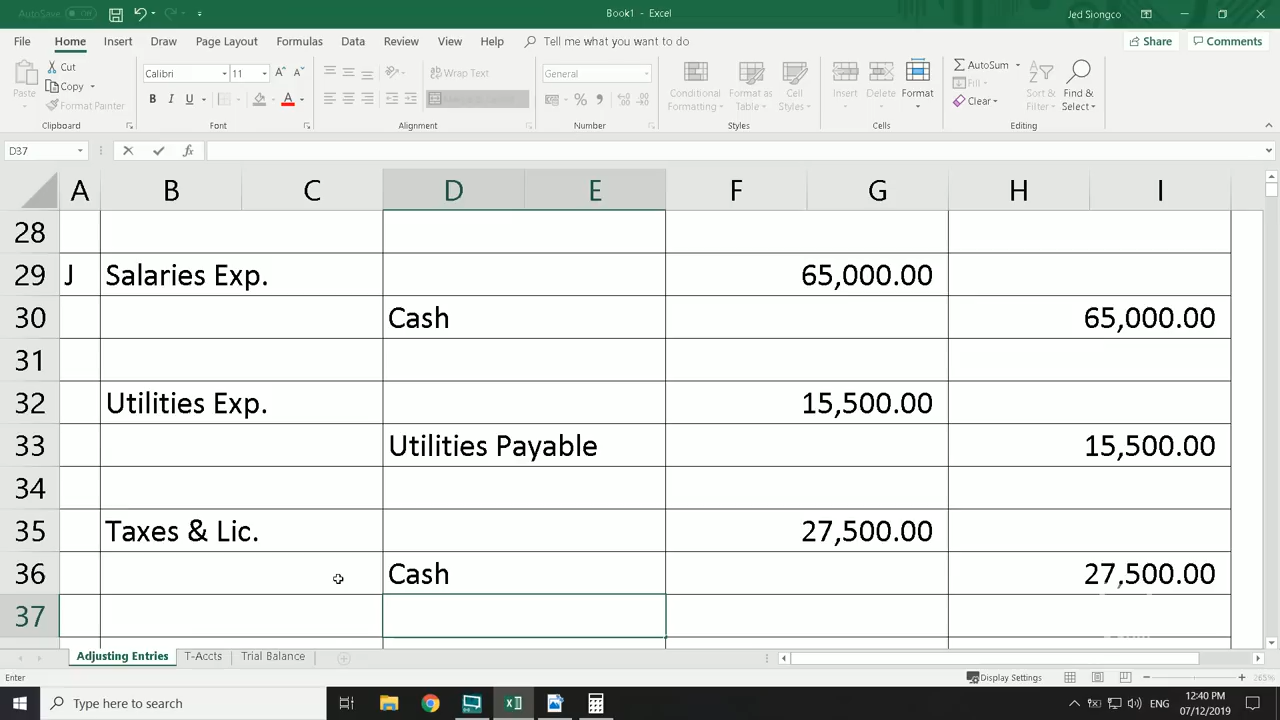 AutoSave Off
Book1 - Excel
Jed Siongco
File Home Insert Draw Page Layout Formulas Data Review View Help Tell me what you want to do Share Comments
Paste Cut Copy Format Painter Clipboard
Calibri 11 B I U A Font
Wrap Text Alignment
General % Number
Conditional Formatting Format as Table Cell Styles Styles
Insert Delete Format Cells
AutoSum Fill Clear Sort & Filter Find & Select Editing
D37 fx
A B C D E F G H I
28
29 J Salaries Exp. 65,000.00
30 Cash 65,000.00
31
32 Utilities Exp. 15,500.00
33 Utilities Payable 15,500.00
34
35 Taxes & Lic. 27,500.00
36 Cash 27,500.00
37
Adjusting Entries T-Accts Trial Balance
Enter Display Settings 265%
Type here to search
ENG
12:40 PM
07/12/2019